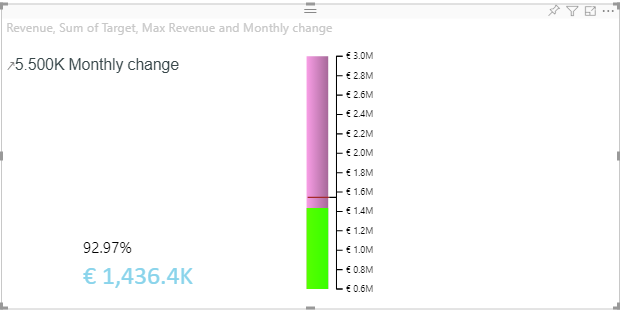 Revenue, Sum of Target, Max Revenue and Monthly change
↗5.500K Monthly change
€ 3.0M
€ 2.8M
€ 2.6M
€ 2.4M
€ 2.2M
€ 2.0M
€ 1.8M
€ 1.6M
€ 1.4M
€ 1.2M
€ 1.0M
€ 0.8M
€ 0.6M
92.97%
€ 1,436.4K